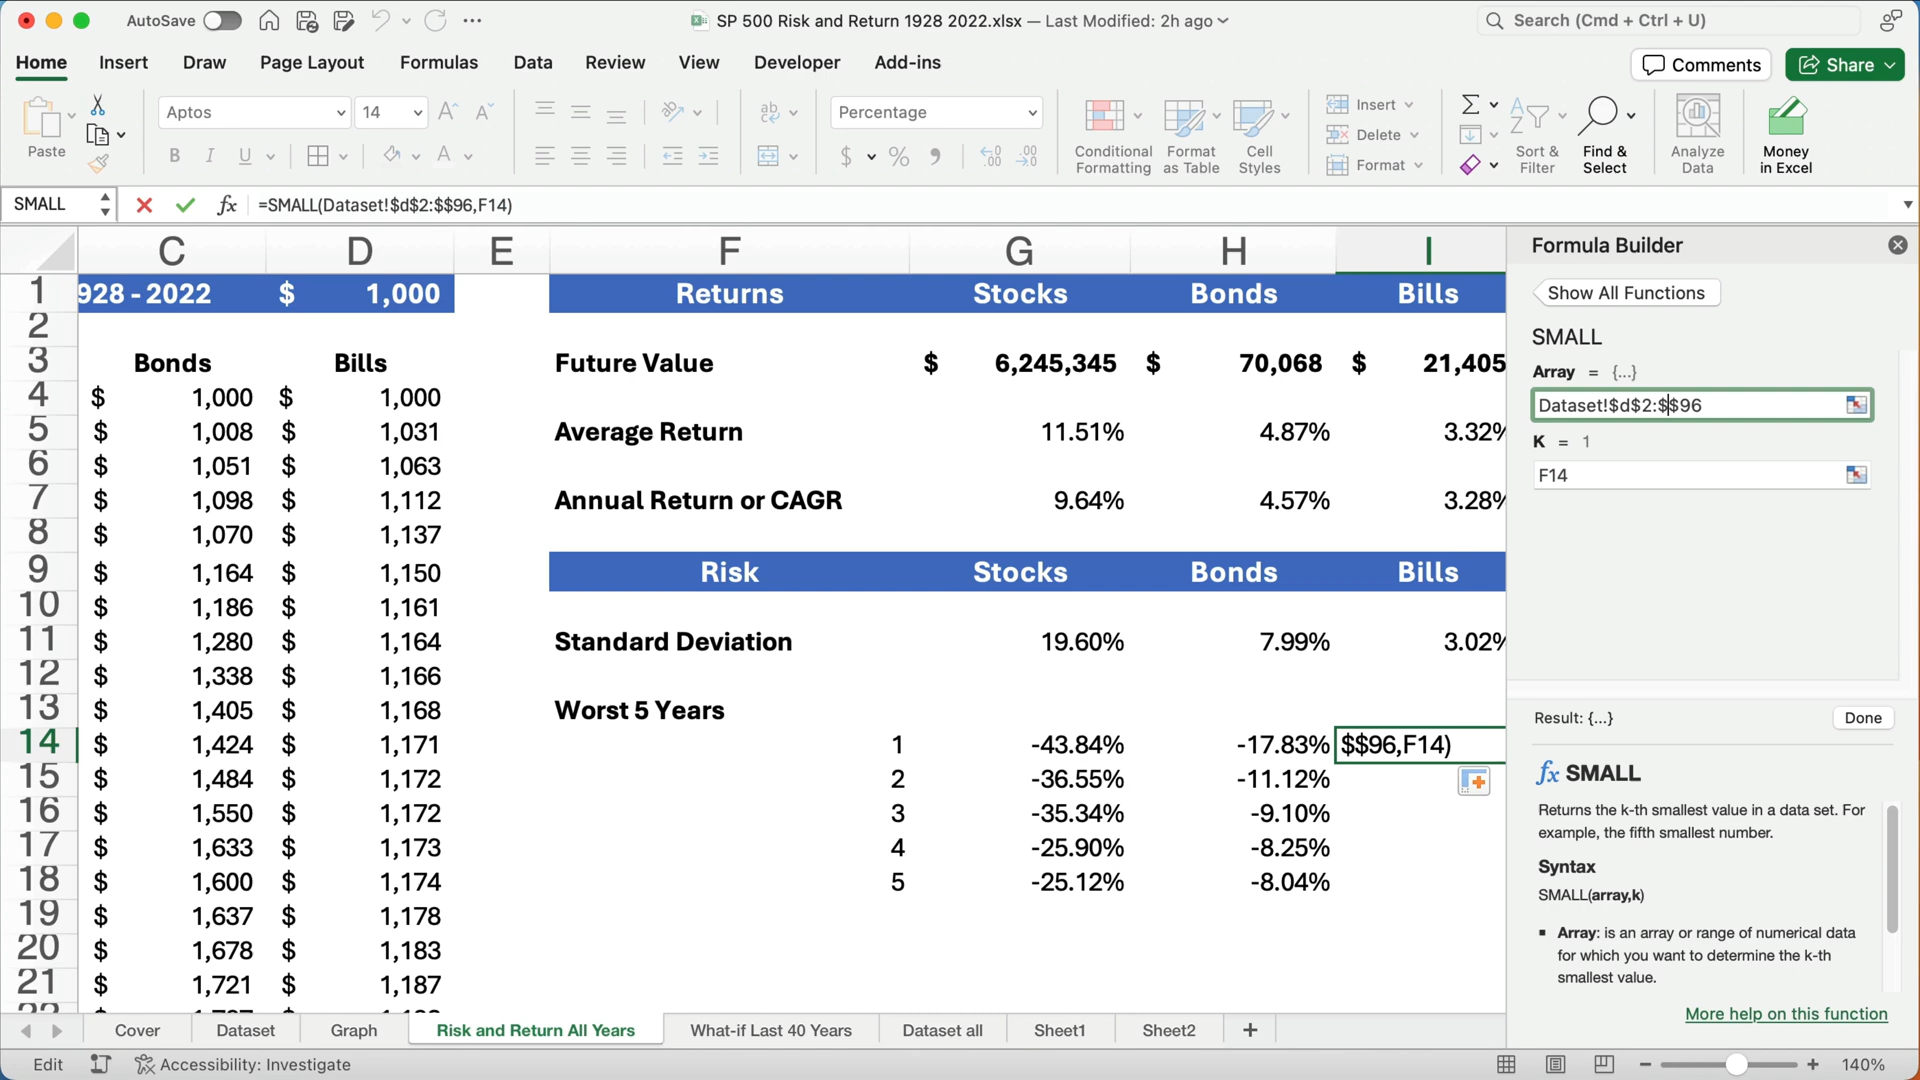 AutoSave
SP 500 Risk and Return 1928 2022.xlsx — Last Modified: 2h ago
Search (Cmd + Ctrl + U)
Home Insert Draw Page Layout Formulas Data Review View Developer Add-ins
Comments Share
Paste
Aptos 14
Percentage
Conditional Formatting
Format as Table
Cell Styles
Insert
Delete
Format
Sort & Filter
Find & Select
Analyze Data
Money in Excel
SMALL fx =SMALL(Dataset!$d$2:$$96,F14)
C D E F G H I
1 928 - 2022 $ 1,000 Returns Stocks Bonds Bills
2
3 Bonds Bills Future Value $ 6,245,345 $ 70,068 $ 21,405
4 $ 1,000 $ 1,000
5 $ 1,008 $ 1,031 Average Return 11.51% 4.87% 3.32%
6 $ 1,051 $ 1,063
7 $ 1,098 $ 1,112 Annual Return or CAGR 9.64% 4.57% 3.28%
8 $ 1,070 $ 1,137
9 $ 1,164 $ 1,150 Risk Stocks Bonds Bills
10 $ 1,186 $ 1,161
11 $ 1,280 $ 1,164 Standard Deviation 19.60% 7.99% 3.02%
12 $ 1,338 $ 1,166
13 $ 1,405 $ 1,168 Worst 5 Years
14 $ 1,424 $ 1,171 1 -43.84% -17.83% $$96,F14)
15 $ 1,484 $ 1,172 2 -36.55% -11.12%
16 $ 1,550 $ 1,172 3 -35.34% -9.10%
17 $ 1,633 $ 1,173 4 -25.90% -8.25%
18 $ 1,600 $ 1,174 5 -25.12% -8.04%
19 $ 1,637 $ 1,178
20 $ 1,678 $ 1,183
21 $ 1,721 $ 1,187
Formula Builder
Show All Functions
SMALL
Array = {...}
Dataset!$d$2:$$96
K = 1
F14
Result: {...}
Done
fx SMALL
Returns the k-th smallest value in a data set. For
example, the fifth smallest number.
Syntax
SMALL(array,k)
▪ Array: is an array or range of numerical data
for which you want to determine the k-th
smallest value.
More help on this function
Cover Dataset Graph Risk and Return All Years What-if Last 40 Years Dataset all Sheet1 Sheet2
Edit Accessibility: Investigate 140%